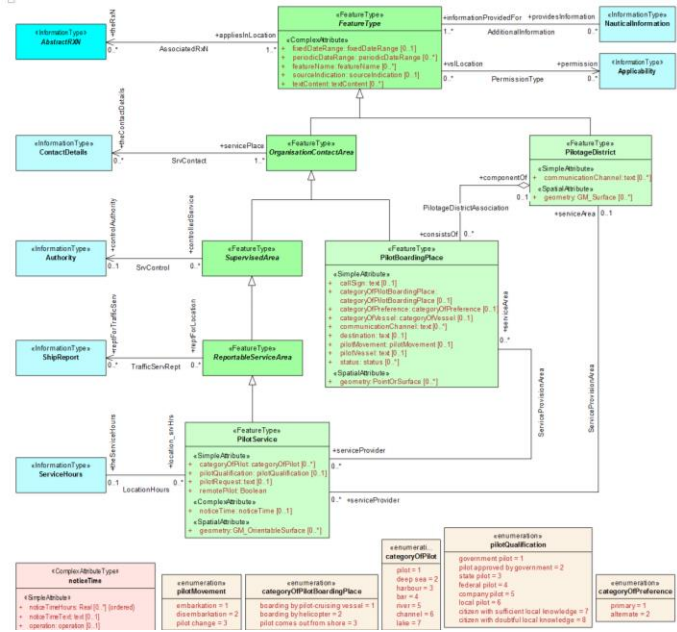 «InformationType»
AbstractRXN
+theRxN
0..*
AssociatedRxN
+appliesInLocation
1..*
«FeatureType»
FeatureType
«ComplexAttribute»
+ fixedDateRange: fixedDateRange [0..1]
+ periodicDateRange: periodicDateRange [0..*]
+ featureName: featureName [0..*]
+ sourceIndication: sourceIndication [0..1]
+ textContent: textContent [0..*]
+informationProvidedFor
+providesInformation
1..*
AdditionalInformation
0..*
«InformationType»
NauticalInformation
+vslLocation
+permission
0..*
PermissionType
0..*
«InformationType»
Applicability
«InformationType»
ContactDetails
+theContactDetails
0..*
SrvContact
+servicePlace
1..*
«FeatureType»
OrganisationContactArea
«FeatureType»
PilotageDistrict
«SimpleAttribute»
+ communicationChannel: text [0..*]
«SpatialAttribute»
+ geometry: GM_Surface [0..*]
+componentOf
0..1
PilotageDistrictAssociation
+consistsOf
0..*
+serviceArea
0..1
«InformationType»
Authority
+controlAuthority
0..1
SrvControl
+controlledService
0..*
«FeatureType»
SupervisedArea
«FeatureType»
PilotBoardingPlace
«SimpleAttribute»
+ callSign: text [0..1]
+ categoryOfPilotBoardingPlace:
categoryOfPilotBoardingPlace [0..1]
+ categoryOfPreference: categoryOfPreference [0..1]
+ categoryOfVessel: categoryOfVessel [0..1]
+ communicationChannel: text [0..*]
+ destination: text [0..1]
+ pilotMovement: pilotMovement [0..1]
+ pilotVessel: text [0..1]
+ status: status [0..*]
«SpatialAttribute»
+ geometry: PointOrSurface [0..*]
+serviceArea
0..*
ServiceProvisionArea
ServiceProvisionArea
«InformationType»
ShipReport
+reptForTrafficServ
0..*
TrafficServRept
+reptForLocation
0..*
«FeatureType»
ReportableServiceArea
«InformationType»
ServiceHours
+theServiceHours
0..1
LocationHours
+location_srvHrs
0..*
«FeatureType»
PilotService
«SimpleAttribute»
+ categoryOfPilot: categoryOfPilot [0..*]
+ pilotQualification: pilotQualification [0..1]
+ pilotRequest: text [0..1]
+ remotePilot: Boolean
«ComplexAttribute»
+ noticeTime: noticeTime [0..1]
«SpatialAttribute»
+ geometry: GM_OrientableSurface [0..*]
+serviceProvider
0..*
0..*
+serviceProvider
«ComplexAttributeType»
noticeTime
«SimpleAttribute»
+ noticeTimeHours: Real [0..*] {ordered}
+ noticeTimeText: text [0..1]
+ operation: operation [0..1]
«enumeration»
pilotMovement
embarkation = 1
disembarkation = 2
pilot change = 3
«enumeration»
categoryOfPilotBoardingPlace
boarding by pilot-cruising vessel = 1
boarding by helicopter = 2
pilot comes out from shore = 3
«enumerati...
categoryOfPilot
pilot = 1
deep sea = 2
harbour = 3
bar = 4
river = 5
channel = 6
lake = 7
«enumeration»
pilotQualification
government pilot = 1
pilot approved by government = 2
state pilot = 3
federal pilot = 4
company pilot = 5
local pilot = 6
citizen with sufficient local knowledge = 7
citizen with doubtful local knowledge = 8
«enumeration»
categoryOfPreference
primary = 1
alternate = 2